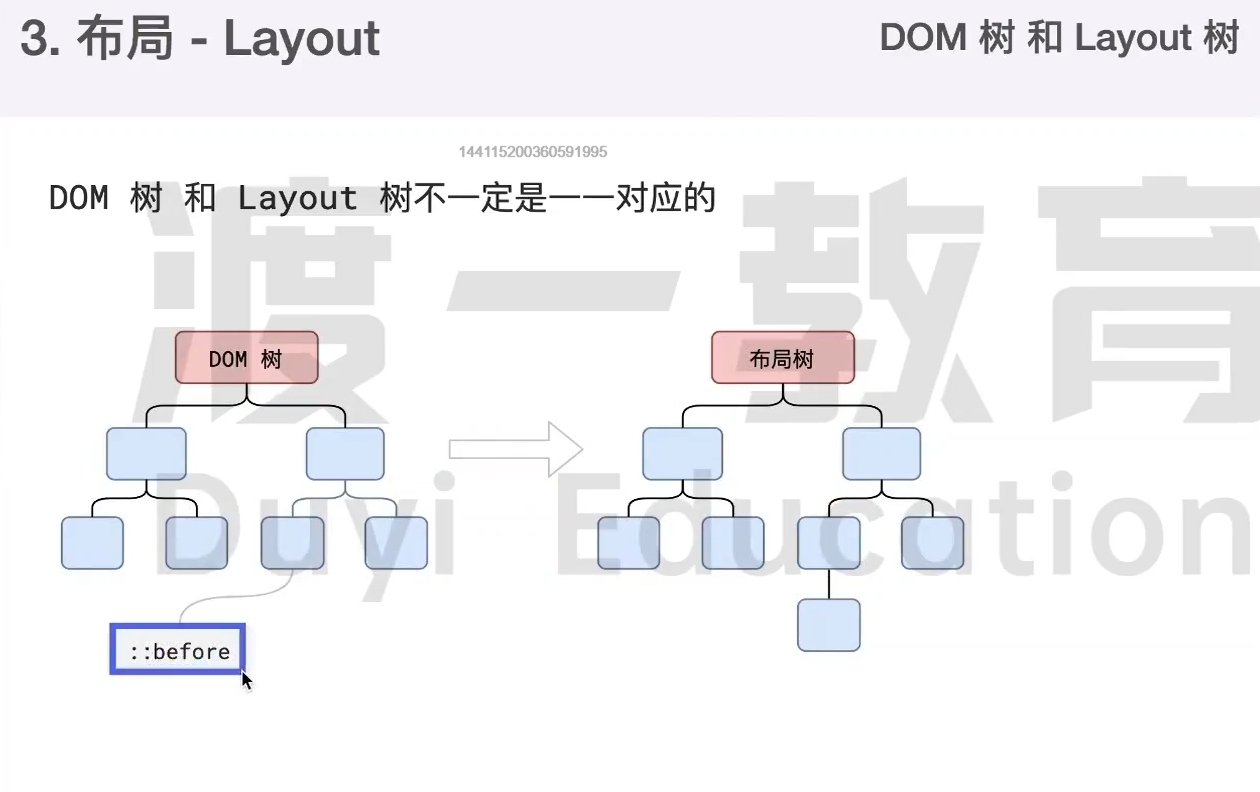 3. 布局 - Layout
DOM 树 和 Layout 树
144115200360591995
DOM 树 和 Layout 树不一定是一一对应的
渡一教育
DOM 树
布局树
Duyi Education
::before